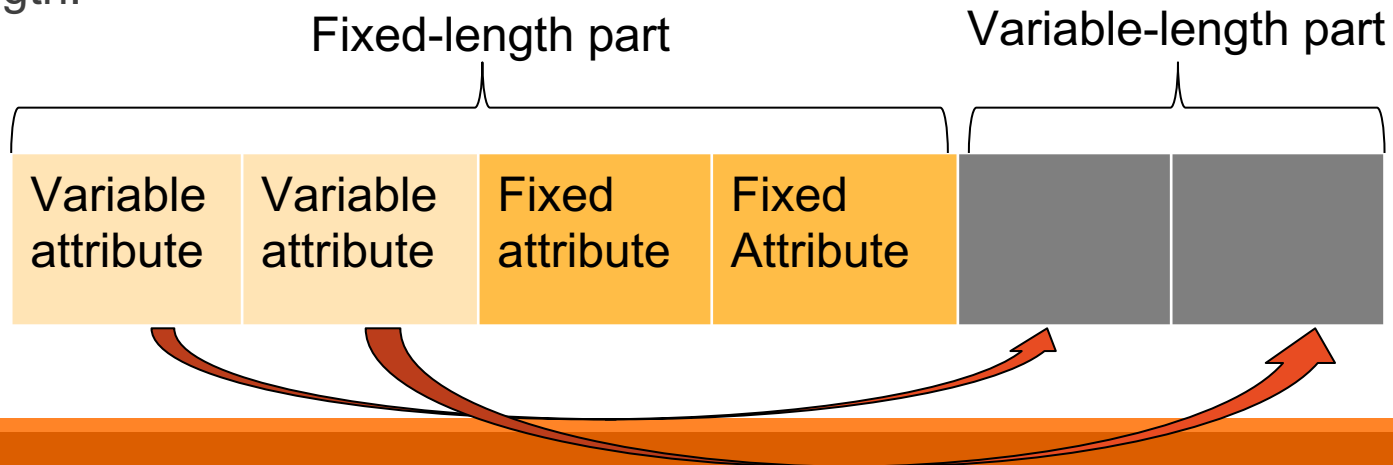 Fixed-length part
Variable-length part
Variable
attribute
Variable
attribute
Fixed
attribute
Fixed
Attribute